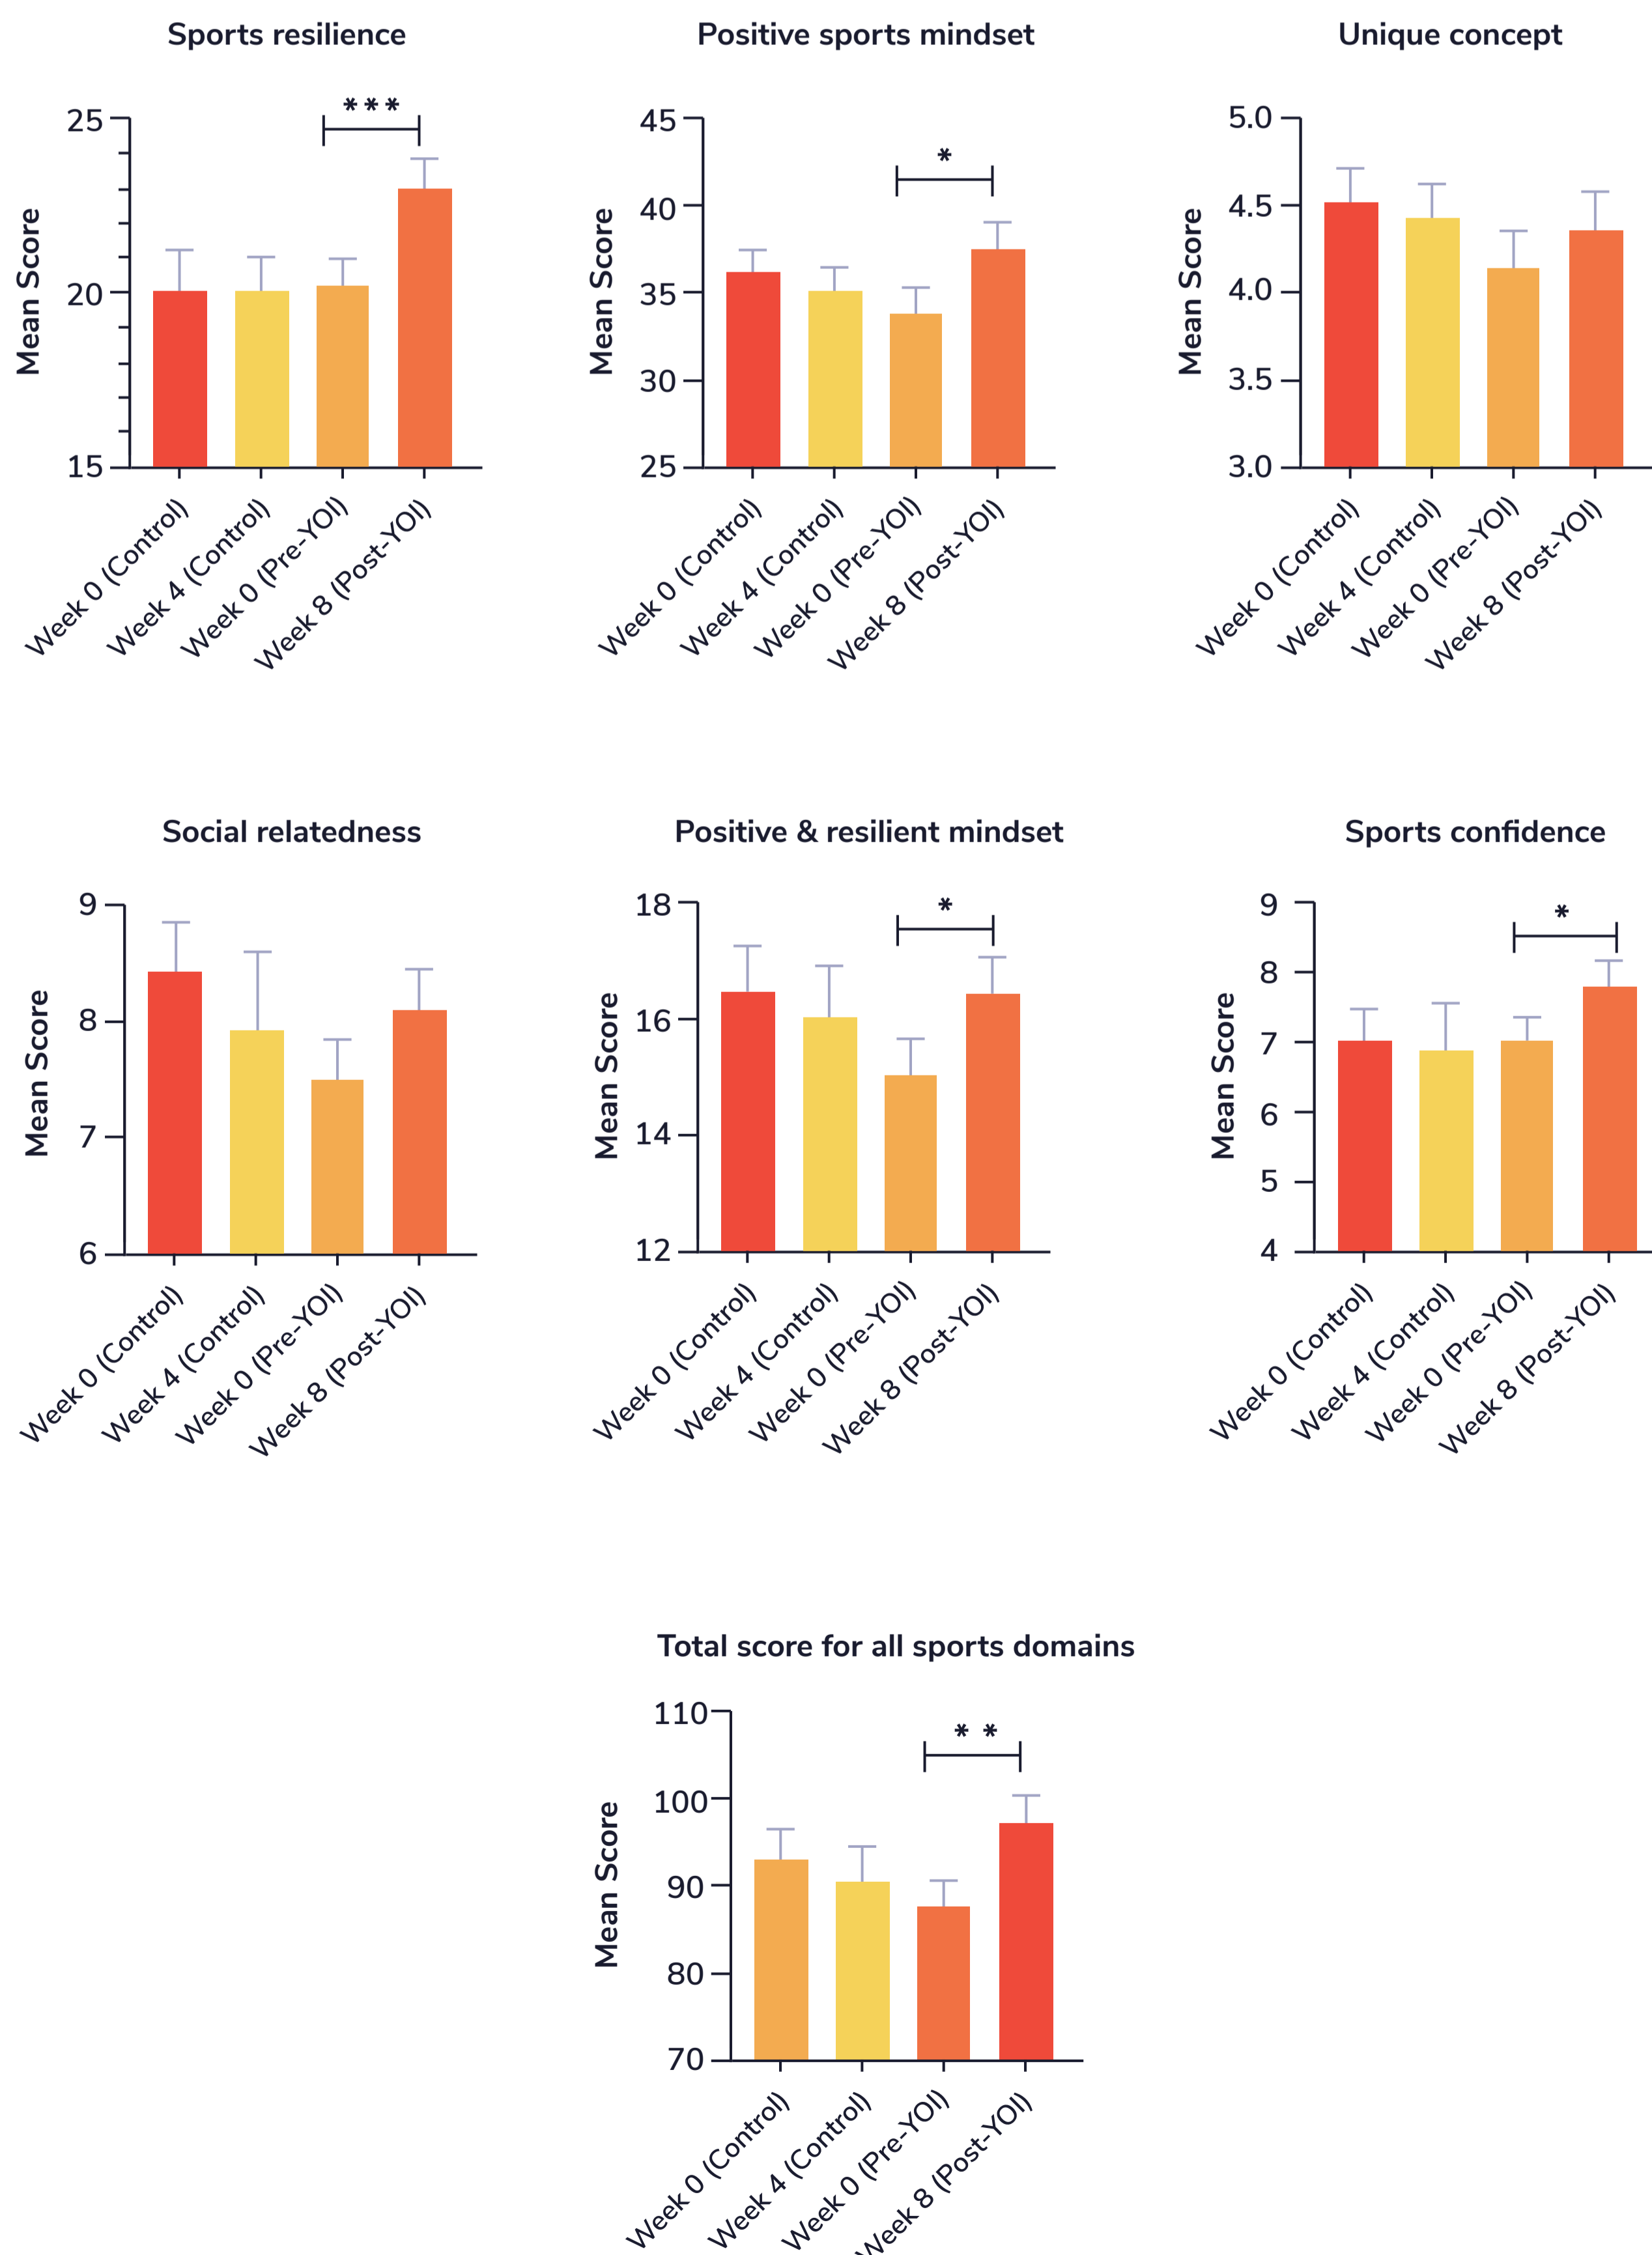 Sports resilience
***
25
20
15
Mean Score
Week 0 (Control)
Week 4 (Control)
Week 0 (Pre-YOI)
Week 8 (Post-YOI)
Positive sports mindset
*
45
40
35
30
25
Mean Score
Week 0 (Control)
Week 4 (Control)
Week 0 (Pre-YOI)
Week 8 (Post-YOI)
Unique concept
5.0
4.5
4.0
3.5
3.0
Mean Score
Week 0 (Control)
Week 4 (Control)
Week 0 (Pre-YOI)
Week 8 (Post-YOI)
Social relatedness
9
8
7
6
Mean Score
Week 0 (Control)
Week 4 (Control)
Week 0 (Pre-YOI)
Week 8 (Post-YOI)
Positive & resilient mindset
*
18
16
14
12
Mean Score
Week 0 (Control)
Week 4 (Control)
Week 0 (Pre-YOI)
Week 8 (Post-YOI)
Sports confidence
*
9
8
7
6
5
4
Mean Score
Week 0 (Control)
Week 4 (Control)
Week 0 (Pre-YOI)
Week 8 (Post-YOI)
Total score for all sports domains
* *
110
100
90
80
70
Mean Score
Week 0 (Control)
Week 4 (Control)
Week 0 (Pre-YOI)
Week 8 (Post-YOI)